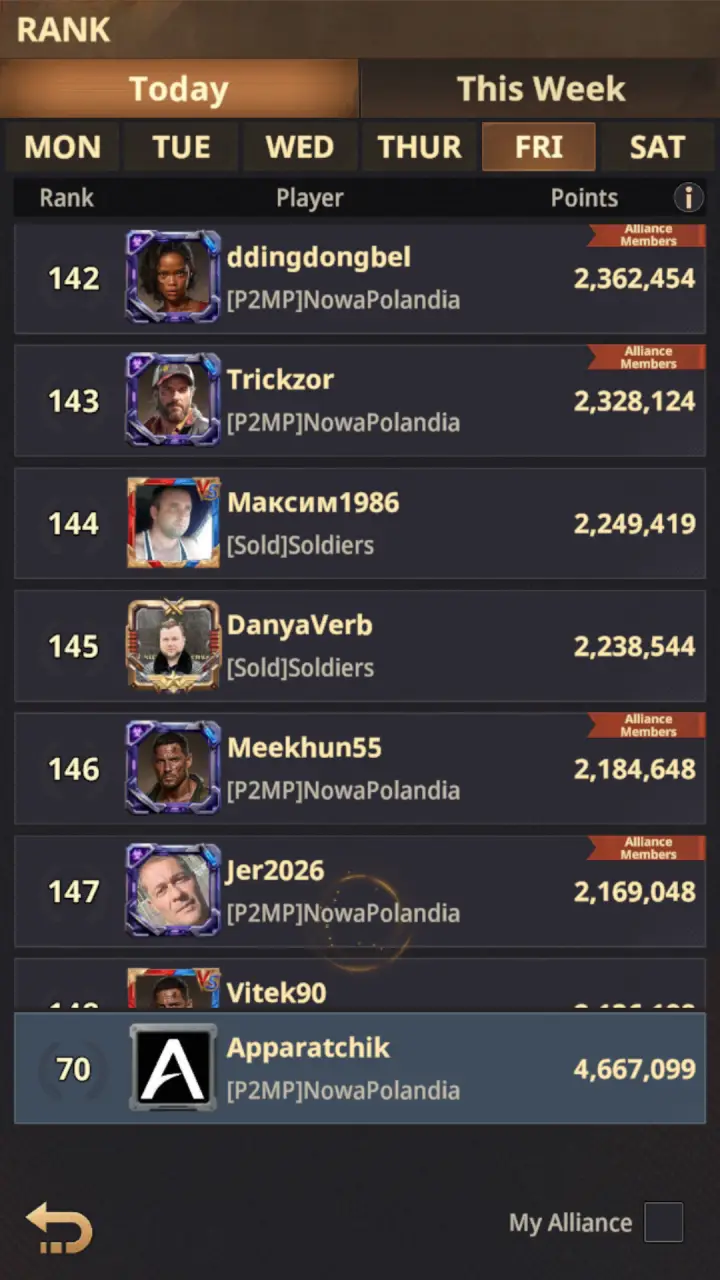 RANK
Today
This Week
MON
TUE
WED
THUR
FRI
SAT
Rank
Player
Points
i
Alliance
Members
142
ddingdongbel
[P2MP]NowaPolandia
2,362,454
Alliance
Members
143
Trickzor
[P2MP]NowaPolandia
2,328,124
144
Максим1986
[Sold]Soldiers
2,249,419
145
DanyaVerb
[Sold]Soldiers
2,238,544
Alliance
Members
146
Meekhun55
[P2MP]NowaPolandia
2,184,648
Alliance
Members
147
Jer2026
[P2MP]NowaPolandia
2,169,048
Vitek90
70
Apparatchik
[P2MP]NowaPolandia
4,667,099
My Alliance